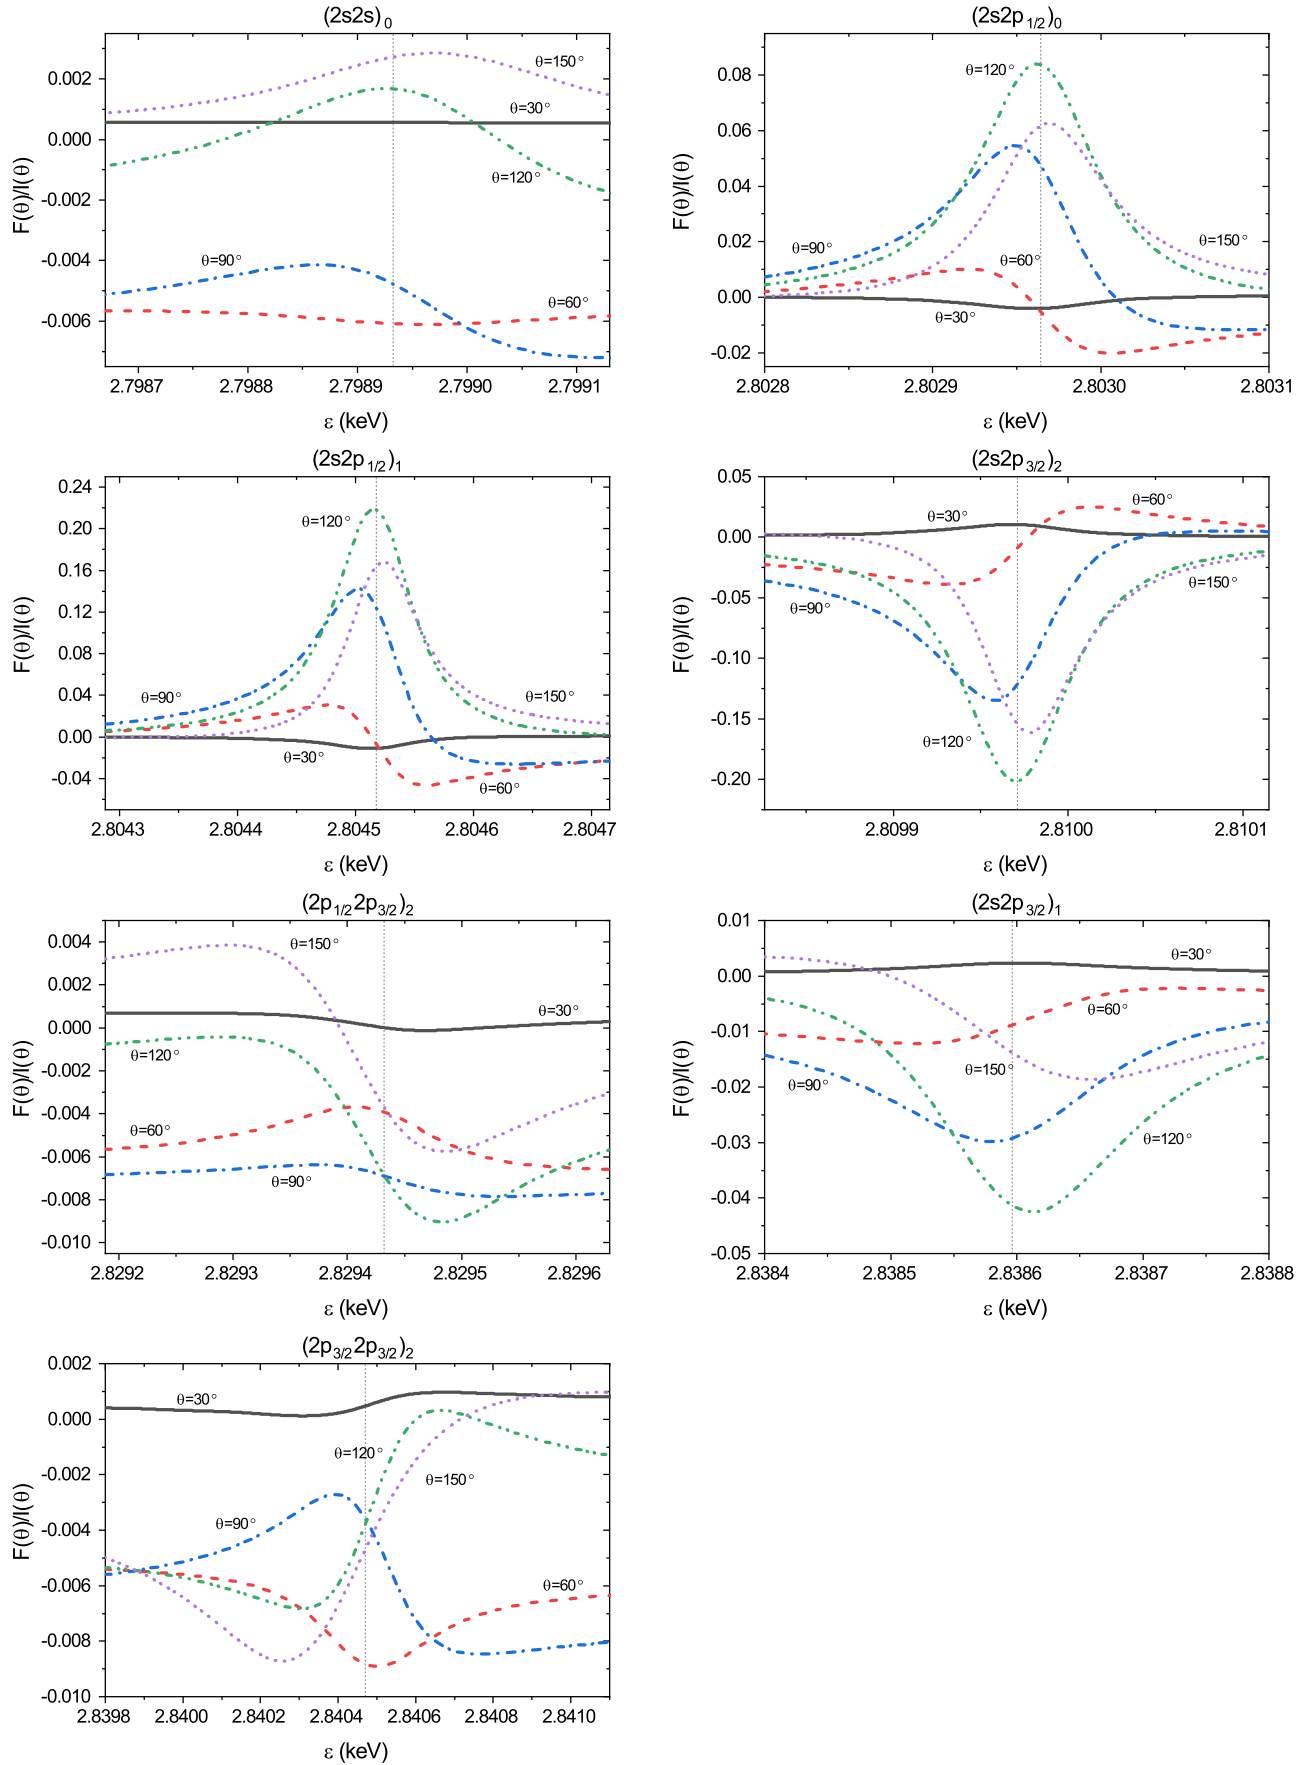 (2s2s)₀
F(θ)/I(θ)
0.002
0.000
-0.002
-0.004
-0.006
θ=150°
θ=30°
θ=120°
θ=90°
θ=60°
2.7987 2.7988 2.7989 2.7990 2.7991
ε (keV)
(2s2p₁/₂)₀
F(θ)/I(θ)
0.08
0.06
0.04
0.02
0.00
-0.02
θ=120°
θ=150°
θ=90°
θ=60°
θ=30°
2.8028 2.8029 2.8030 2.8031
ε (keV)
(2s2p₁/₂)₁
F(θ)/I(θ)
0.24
0.20
0.16
0.12
0.08
0.04
0.00
-0.04
θ=120°
θ=90°
θ=150°
θ=30°
θ=60°
2.8043 2.8044 2.8045 2.8046 2.8047
ε (keV)
(2s2p₃/₂)₂
F(θ)/I(θ)
0.05
0.00
-0.05
-0.10
-0.15
-0.20
θ=60°
θ=30°
θ=150°
θ=90°
θ=120°
2.8099 2.8100 2.8101
ε (keV)
(2p₁/₂2p₃/₂)₂
F(θ)/I(θ)
0.004
0.002
0.000
-0.002
-0.004
-0.006
-0.008
-0.010
θ=150°
θ=30°
θ=120°
θ=60°
θ=90°
2.8292 2.8293 2.8294 2.8295 2.8296
ε (keV)
(2s2p₃/₂)₁
F(θ)/I(θ)
0.01
0.00
-0.01
-0.02
-0.03
-0.04
-0.05
θ=30°
θ=60°
θ=150°
θ=90°
θ=120°
2.8384 2.8385 2.8386 2.8387 2.8388
ε (keV)
(2p₃/₂2p₃/₂)₂
F(θ)/I(θ)
0.002
0.000
-0.002
-0.004
-0.006
-0.008
-0.010
θ=30°
θ=120°
θ=150°
θ=90°
θ=60°
2.8398 2.8400 2.8402 2.8404 2.8406 2.8408 2.8410
ε (keV)